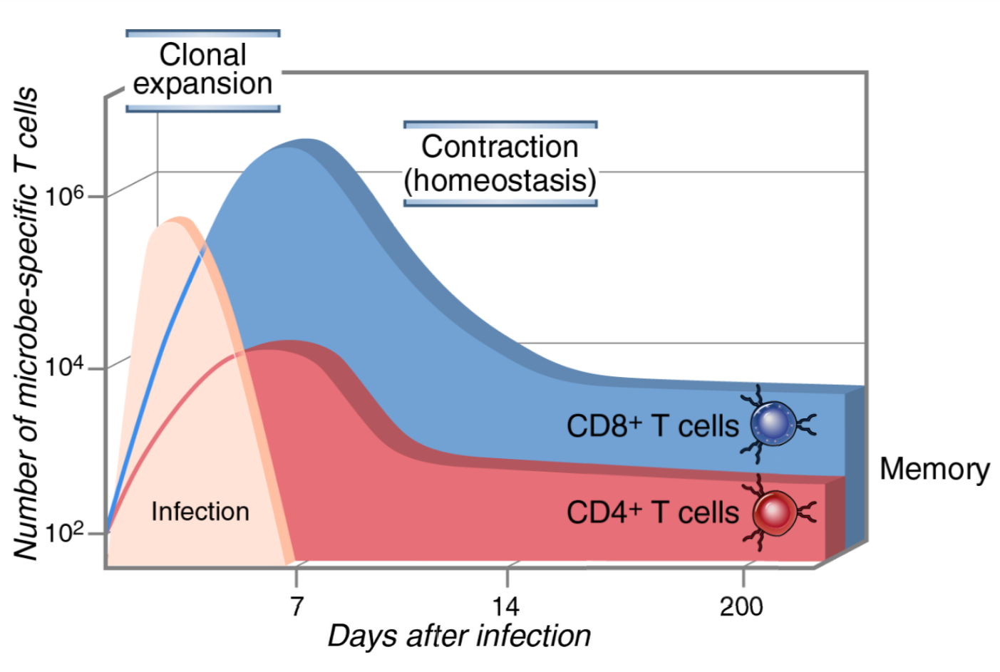 Clonal
expansion
Contraction
(homeostasis)
Number of microbe-specific T cells
10⁶
10⁴
10²
CD8⁺ T cells
CD4⁺ T cells
Infection
Memory
7
14
200
Days after infection